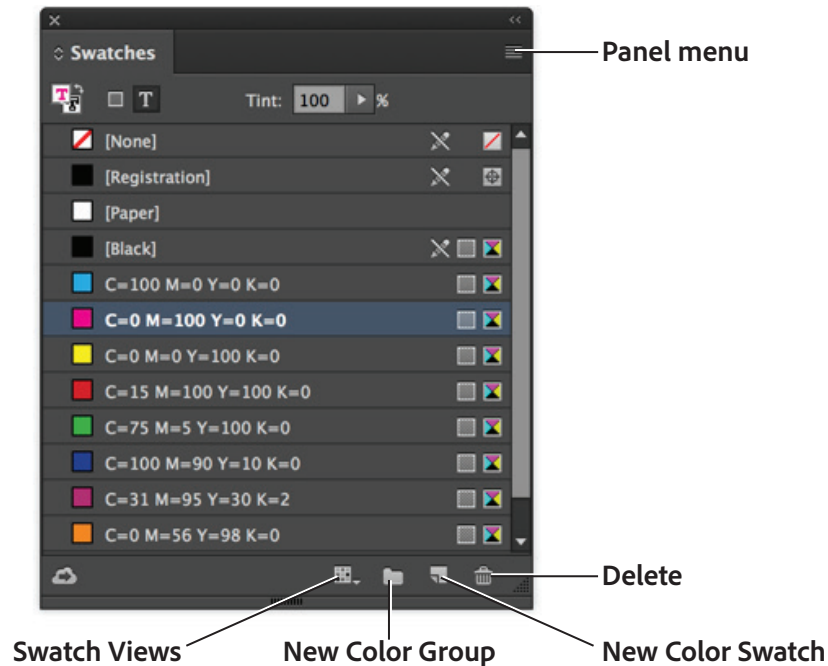 Swatches
Panel menu
T T Tint: 100 %
[None]
[Registration]
[Paper]
[Black]
C=100 M=0 Y=0 K=0
C=0 M=100 Y=0 K=0
C=0 M=0 Y=100 K=0
C=15 M=100 Y=100 K=0
C=75 M=5 Y=100 K=0
C=100 M=90 Y=10 K=0
C=31 M=95 Y=30 K=2
C=0 M=56 Y=98 K=0
Delete
Swatch Views New Color Group New Color Swatch